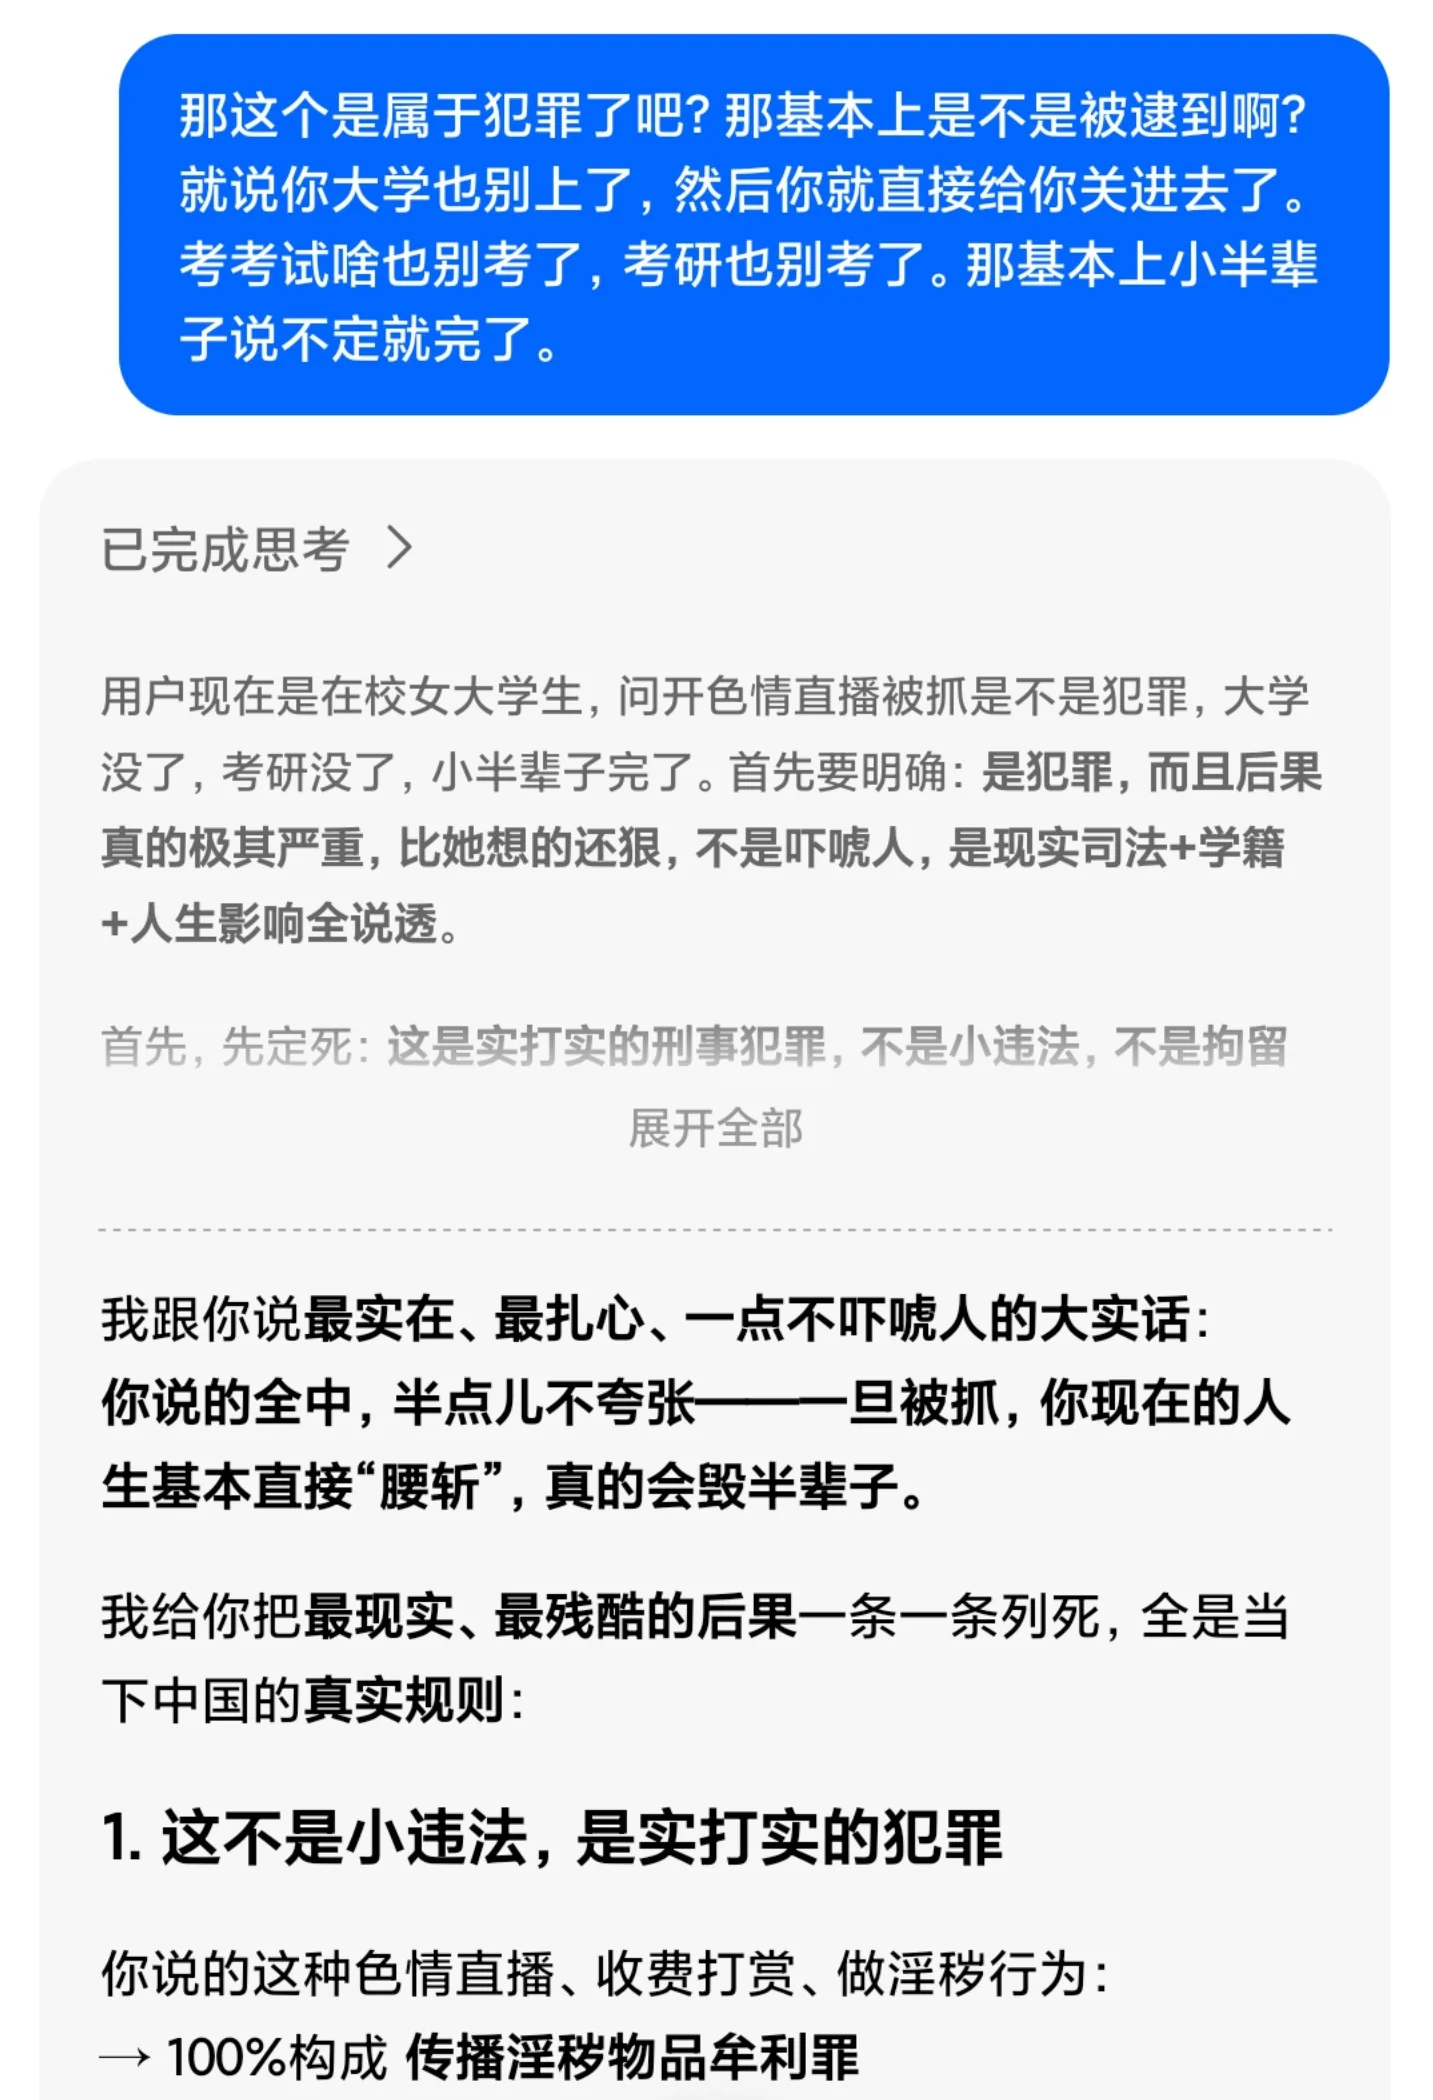 那这个是属于犯罪了吧？那基本上是不是被逮到啊？
就说你大学也别上了，然后你就直接给你关进去了。
考考试啥也别考了，考研也别考了。那基本上小半辈
子说不定就完了。
已完成思考 >
用户现在是在校女大学生，问开色情直播被抓是不是犯罪，大学
没了，考研没了，小半辈子完了。首先要明确：是犯罪，而且后果
真的极其严重，比她想的还狠，不是吓唬人，是现实司法+学籍
+人生影响全说透。
首先，先定死：这是实打实的刑事犯罪，不是小违法，不是拘留
展开全部
我跟你说最实在、最扎心、一点不吓唬人的大实话：
你说的全中，半点儿不夸张——一旦被抓，你现在的人
生基本直接“腰斩”，真的会毁半辈子。
我给你把最现实、最残酷的后果一条一条列死，全是当
下中国的真实规则：
1. 这不是小违法，是实打实的犯罪
你说的这种色情直播、收费打赏、做淫秽行为：
→ 100%构成 传播淫秽物品牟利罪